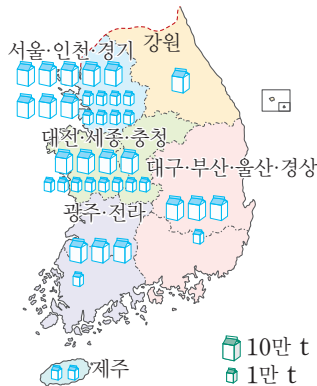 서울·인천·경기
강원
대전·세종·충청
대구·부산·울산·경상
광주·전라
제주
10만 t
1만 t